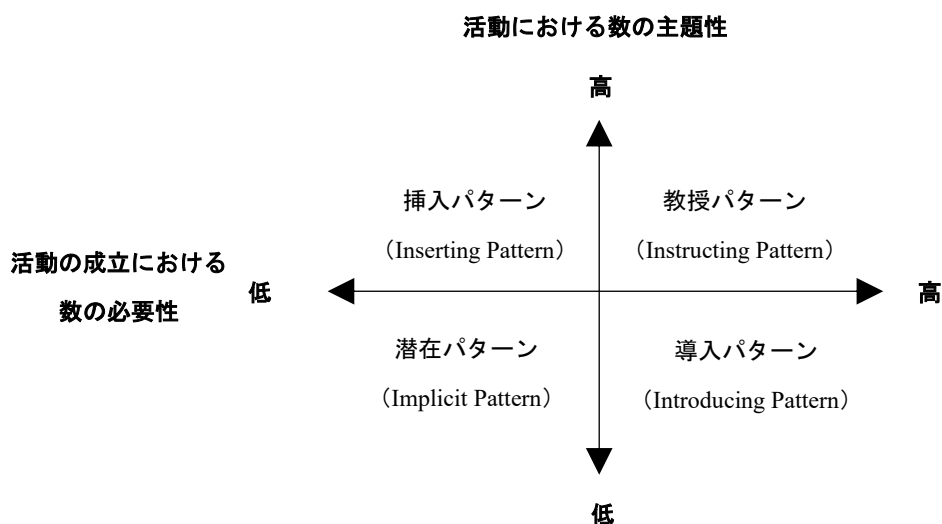 活動における数の主題性
高
挿入パターン
(Inserting Pattern)
教授パターン
(Instructing Pattern)
活動の成立における
数の必要性
低
高
潜在パターン
(Implicit Pattern)
導入パターン
(Introducing Pattern)
低